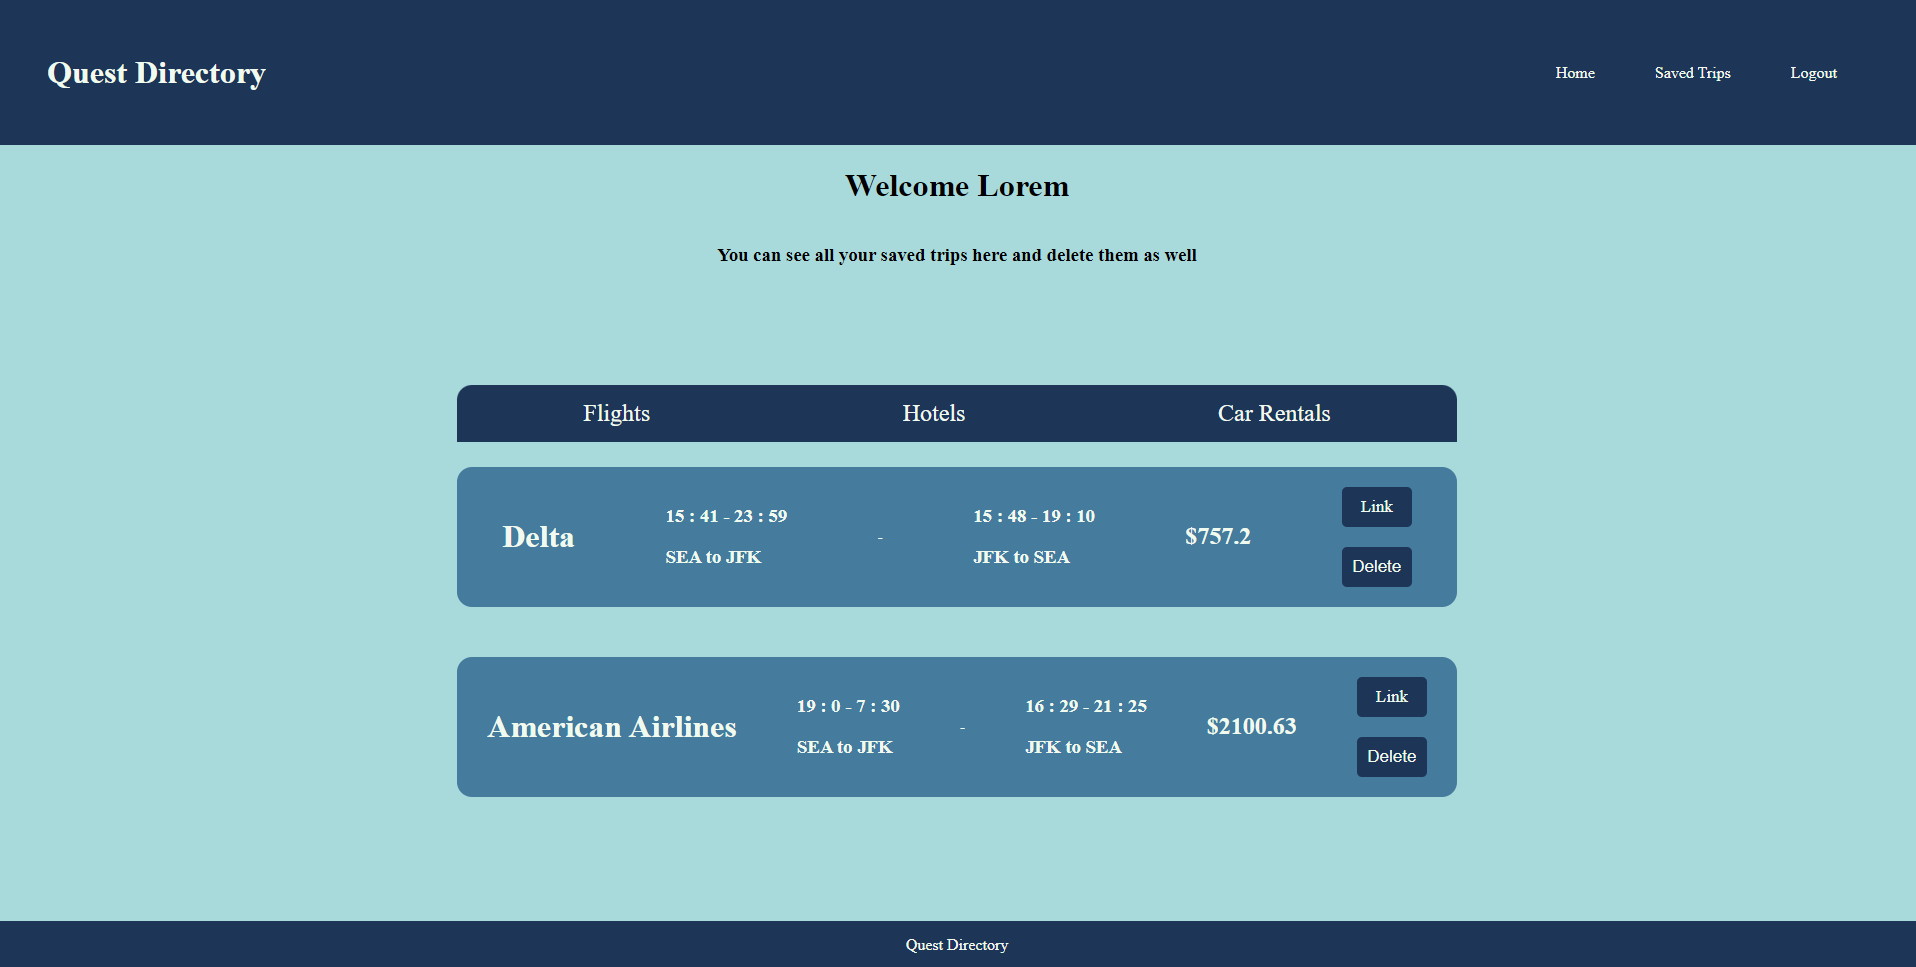 Quest Directory
Home Saved Trips Logout
Welcome Lorem
You can see all your saved trips here and delete them as well
Flights Hotels Car Rentals
Delta
15 : 41 - 23 : 59
SEA to JFK
-
15 : 48 - 19 : 10
JFK to SEA
$757.2
Link
Delete
American Airlines
19 : 0 - 7 : 30
SEA to JFK
-
16 : 29 - 21 : 25
JFK to SEA
$2100.63
Link
Delete
Quest Directory